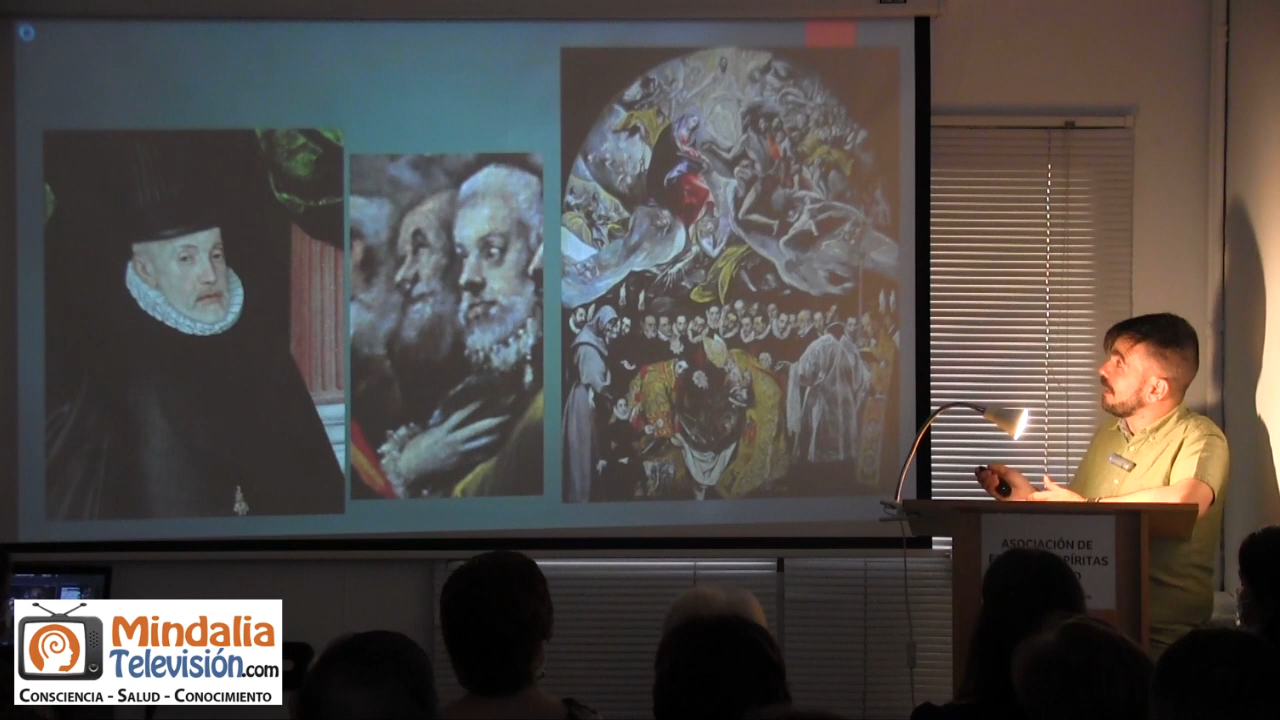 ASOCIACIÓN DE
Mindalia
Televisión.com
CONSCIENCIA - SALUD - CONOCIMIENTO